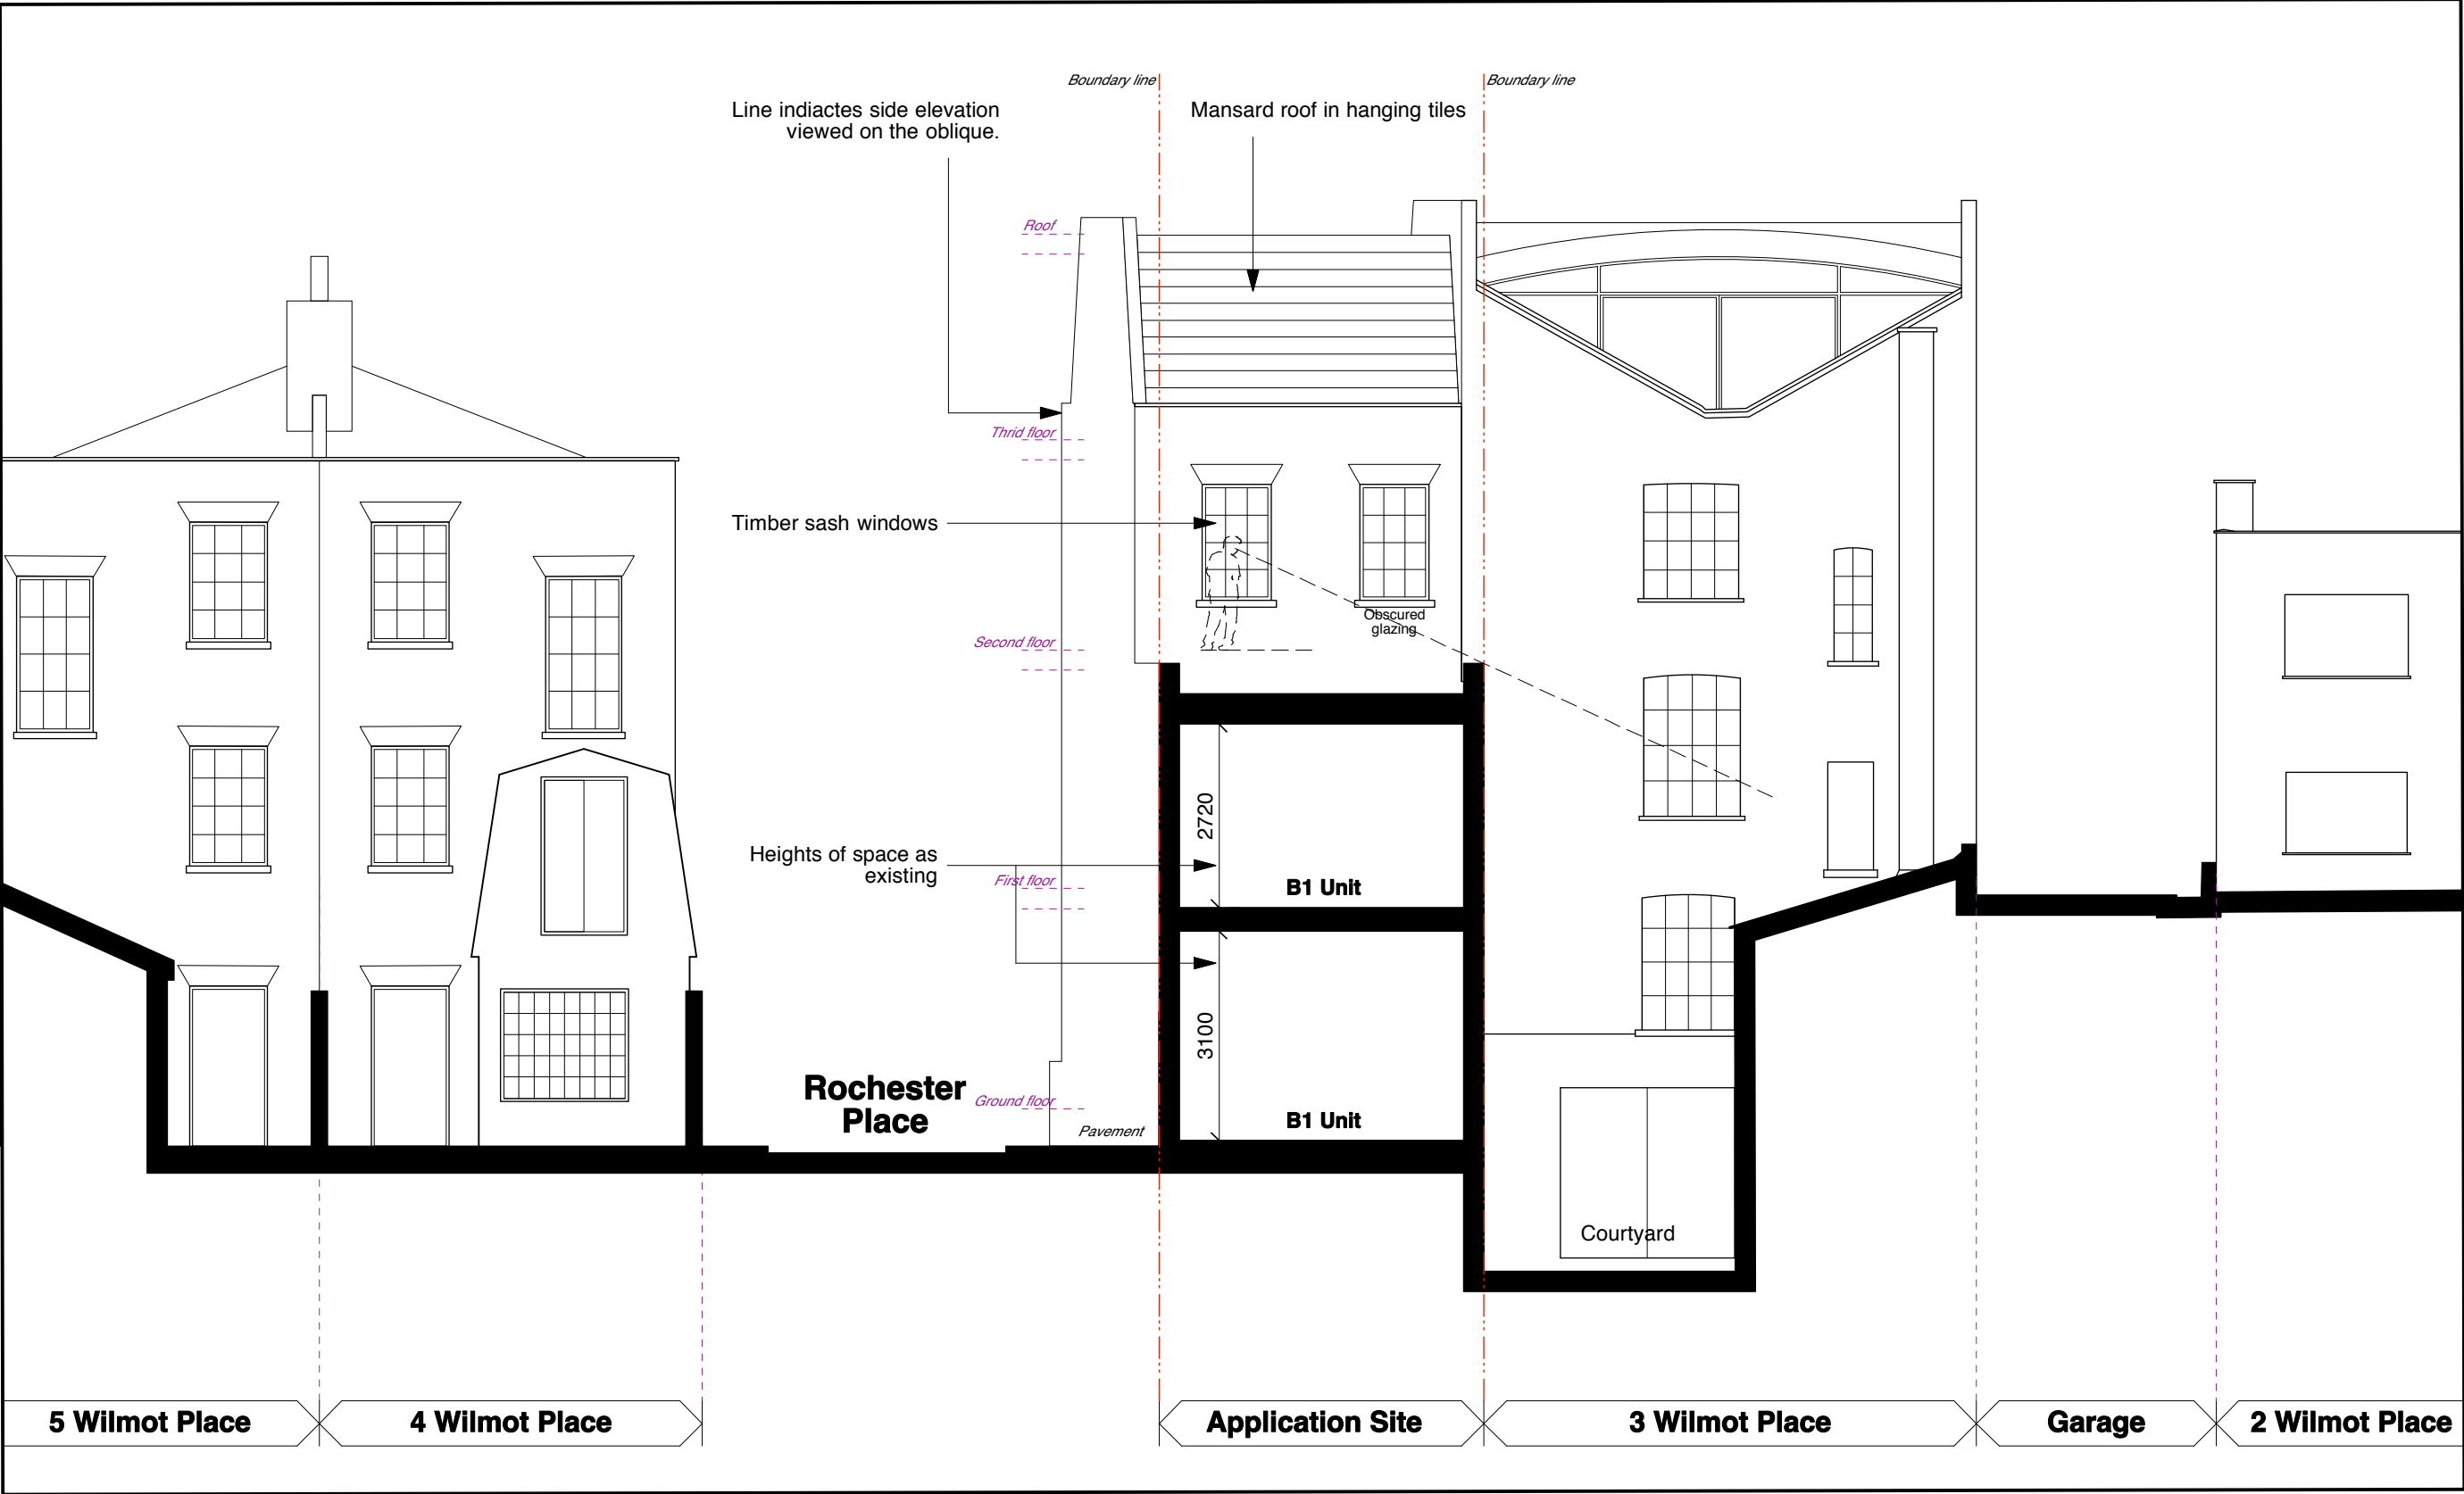 Boundary line
Boundary line
Line indiactes side elevation
viewed on the oblique.
Mansard roof in hanging tiles
Roof
Thrid floor
Timber sash windows
Obscured
glazing
Second floor
2720
Heights of space as
existing
First floor
B1 Unit
3100
Rochester
Place
Ground floor
Pavement
B1 Unit
Courtyard
5 Wilmot Place
4 Wilmot Place
Application Site
3 Wilmot Place
Garage
2 Wilmot Place